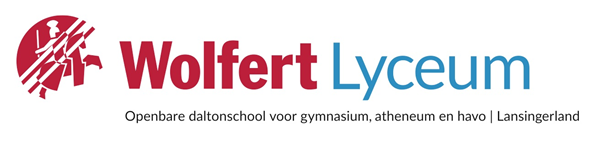 Wolfert Lyceum
Openbare daltonschool voor gymnasium, atheneum en havo | Lansingerland